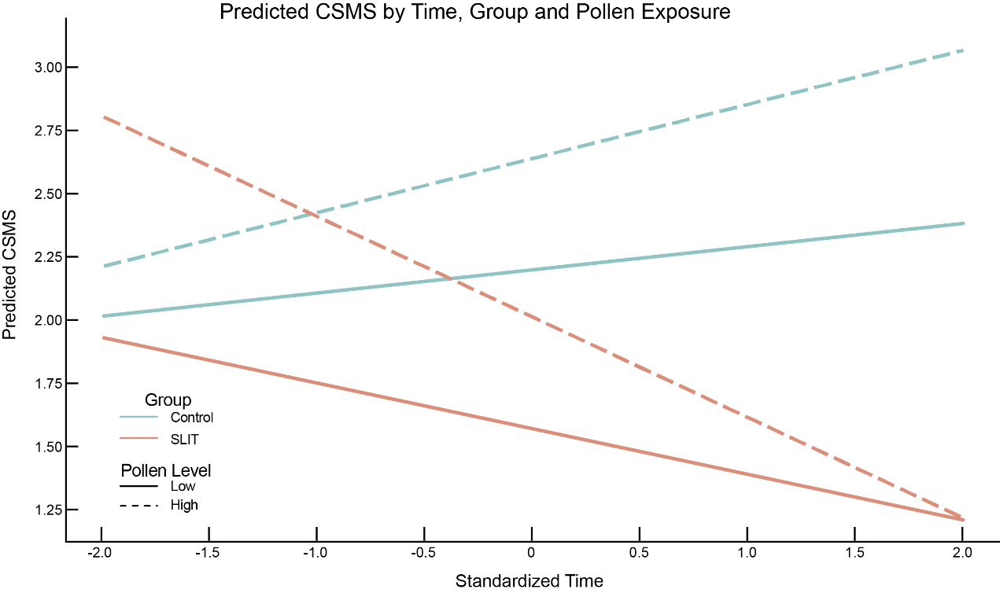 Predicted CSMS by Time, Group and Pollen Exposure
3.00
2.75
2.50
2.25
2.00
1.75
1.50
1.25
Predicted CSMS
Group
Control
SLIT
Pollen Level
Low
High
-2.0 -1.5 -1.0 -0.5 0 0.5 1.0 1.5 2.0
Standardized Time